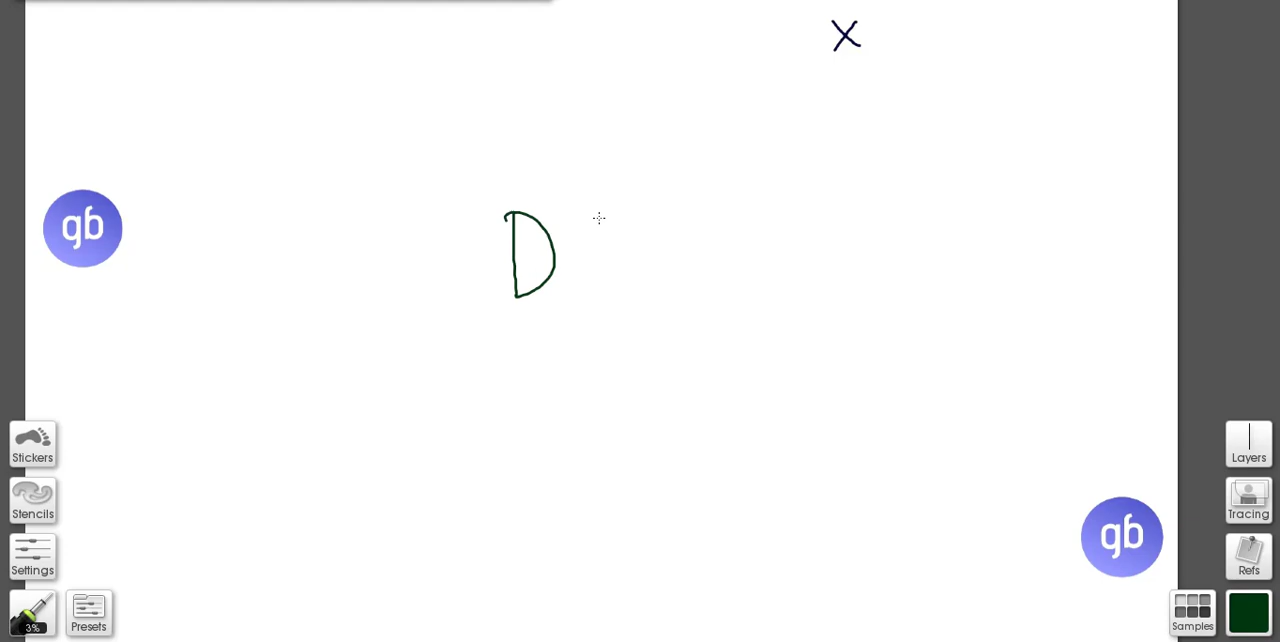 X
gb
D
Stickers
Layers
Stencils
Tracing
gb
Settings
Refs
3%
Presets
Samples